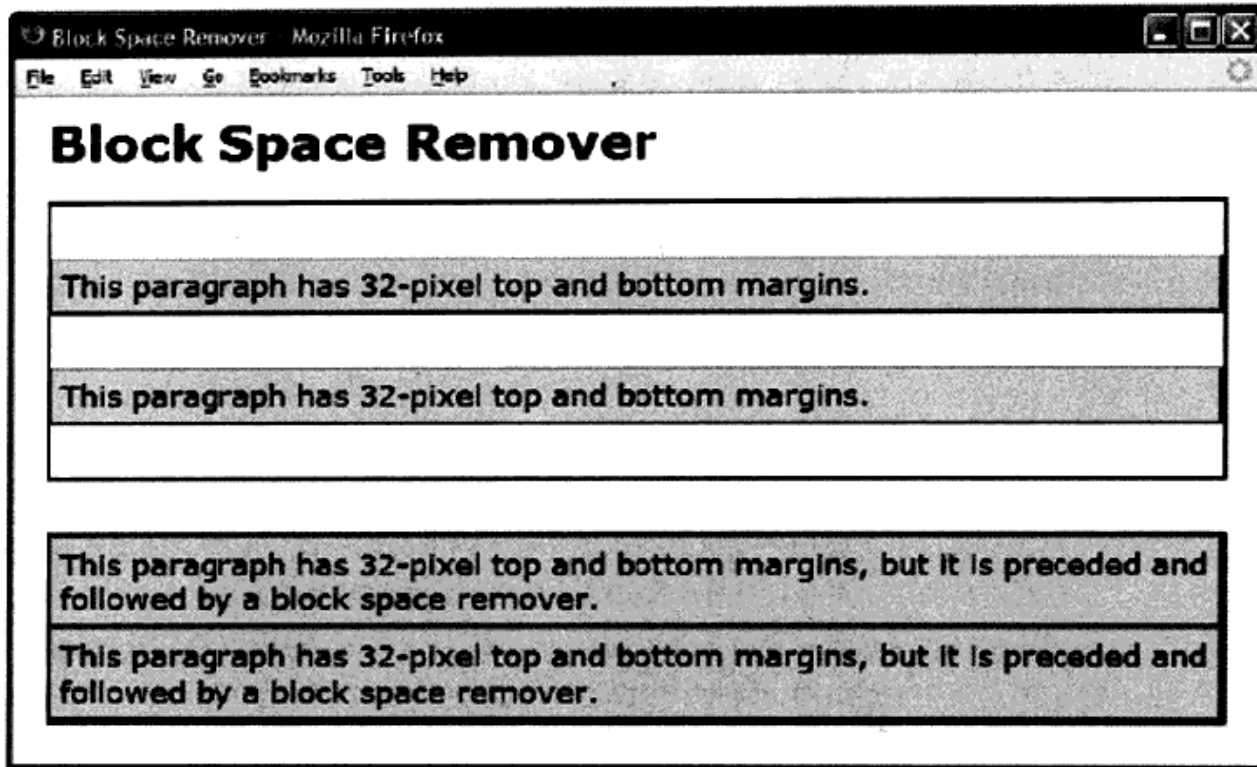 Block Space Remover - Mozilla Firefox
File Edit View Go Bookmarks Tools Help
Block Space Remover
This paragraph has 32-pixel top and bottom margins.
This paragraph has 32-pixel top and bottom margins.
This paragraph has 32-pixel top and bottom margins, but it is preceded and
followed by a block space remover.
This paragraph has 32-pixel top and bottom margins, but it is preceded and
followed by a block space remover.